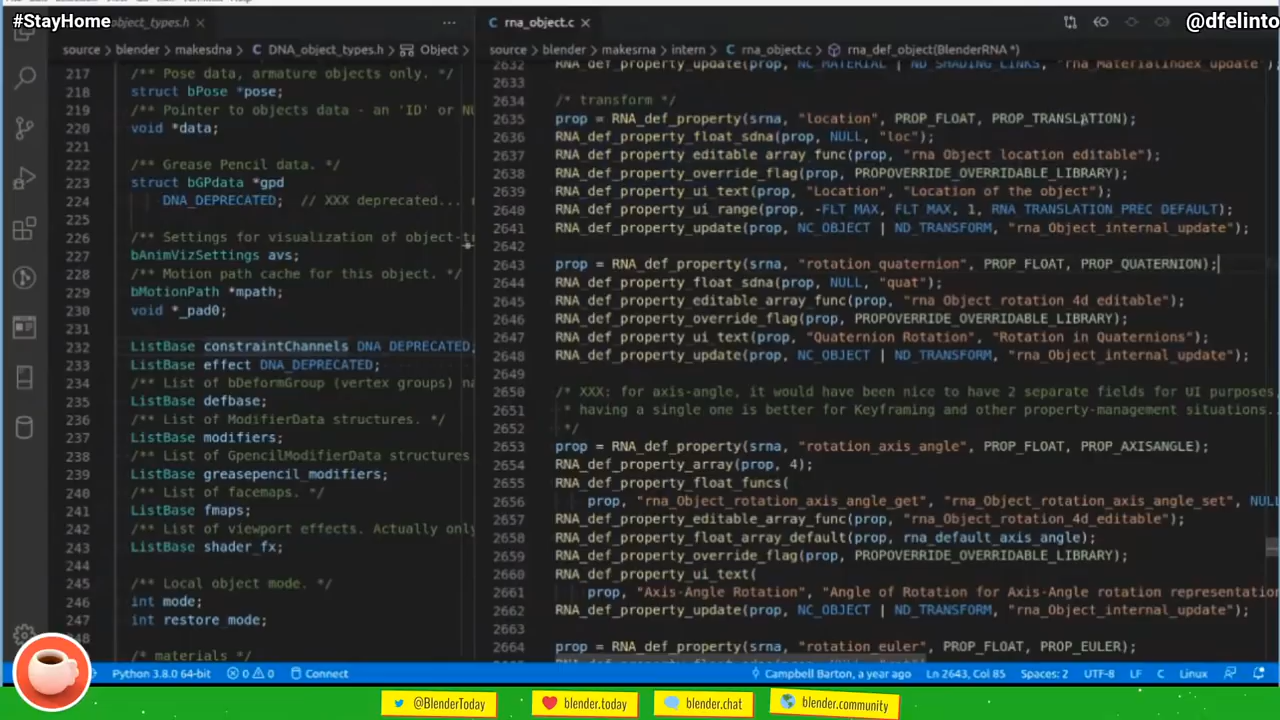 #StayHome
@dfelinto
object_types.h
rna_object.c
source > blender > makesdna > DNA_object_types.h > Object >
source > blender > makesrna > intern > rna_object.c > rna_def_object(BlenderRNA *)
217 /** Pose data, armature objects only. */
218 struct bPose *pose;
219 /** Pointer to objects data - an 'ID' or NU
220 void *data;
221
222 /** Grease Pencil data. */
223 struct bGPdata *gpd
224 DNA_DEPRECATED; // XXX deprecated...
225
226 /** Settings for visualization of object-t
227 bAnimVizSettings avs;
228 /** Motion path cache for this object. */
229 bMotionPath *mpath;
230 void *_pad0;
231
232 ListBase constraintChannels DNA_DEPRECATED;
233 ListBase effect DNA_DEPRECATED;
234 /** List of bDeformGroup (vertex groups) na
235 ListBase defbase;
236 /** List of ModifierData structures. */
237 ListBase modifiers;
238 /** List of GpencilModifierData structures
239 ListBase greasepencil_modifiers;
240 /** List of facemaps. */
241 ListBase fmaps;
242 /** List of viewport effects. Actually only
243 ListBase shader_fx;
244
245 /** Local object mode. */
246 int mode;
247 int restore_mode;
248
/* materials */
2632 RNA_def_property_update(prop, NC_MATERIAL | ND_SHADING_LINKS, "rna_MaterialIndex_update");
2633
2634 /* transform */
2635 prop = RNA_def_property(srna, "location", PROP_FLOAT, PROP_TRANSLATION);
2636 RNA_def_property_float_sdna(prop, NULL, "loc");
2637 RNA_def_property_editable_array_func(prop, "rna_Object_location_editable");
2638 RNA_def_property_override_flag(prop, PROPOVERRIDE_OVERRIDABLE_LIBRARY);
2639 RNA_def_property_ui_text(prop, "Location", "Location of the object");
2640 RNA_def_property_ui_range(prop, -FLT_MAX, FLT_MAX, 1, RNA_TRANSLATION_PREC_DEFAULT);
2641 RNA_def_property_update(prop, NC_OBJECT | ND_TRANSFORM, "rna_Object_internal_update");
2642
2643 prop = RNA_def_property(srna, "rotation_quaternion", PROP_FLOAT, PROP_QUATERNION);
2644 RNA_def_property_float_sdna(prop, NULL, "quat");
2645 RNA_def_property_editable_array_func(prop, "rna_Object_rotation_4d_editable");
2646 RNA_def_property_override_flag(prop, PROPOVERRIDE_OVERRIDABLE_LIBRARY);
2647 RNA_def_property_ui_text(prop, "Quaternion Rotation", "Rotation in Quaternions");
2648 RNA_def_property_update(prop, NC_OBJECT | ND_TRANSFORM, "rna_Object_internal_update");
2649
2650 /* XXX: for axis-angle, it would have been nice to have 2 separate fields for UI purposes,
2651 * having a single one is better for Keyframing and other property-management situations.
2652 */
2653 prop = RNA_def_property(srna, "rotation_axis_angle", PROP_FLOAT, PROP_AXISANGLE);
2654 RNA_def_property_array(prop, 4);
2655 RNA_def_property_float_funcs(
2656 prop, "rna_Object_rotation_axis_angle_get", "rna_Object_rotation_axis_angle_set", NULL
2657 RNA_def_property_editable_array_func(prop, "rna_Object_rotation_4d_editable");
2658 RNA_def_property_float_array_default(prop, rna_default_axis_angle);
2659 RNA_def_property_override_flag(prop, PROPOVERRIDE_OVERRIDABLE_LIBRARY);
2660 RNA_def_property_ui_text(
2661 prop, "Axis-Angle Rotation", "Angle of Rotation for Axis-Angle rotation representation
2662 RNA_def_property_update(prop, NC_OBJECT | ND_TRANSFORM, "rna_Object_internal_update");
2663
2664 prop = RNA_def_property(srna, "rotation_euler", PROP_FLOAT, PROP_EULER);
Python 3.8.0 64-bit 0 0 Connect Campbell Barton, a year ago Ln 2643, Col 85 Spaces: 2 UTF-8 LF C Linux
@BlenderToday blender.today blender.chat blender.community